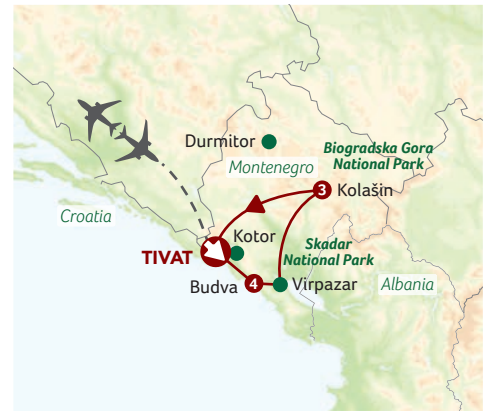 Durmitor
Biogradska Gora
National Park
Montenegro
3
Kolašin
Croatia
Kotor
Skadar
National Park
TIVAT
Budva
4
Virpazar
Albania